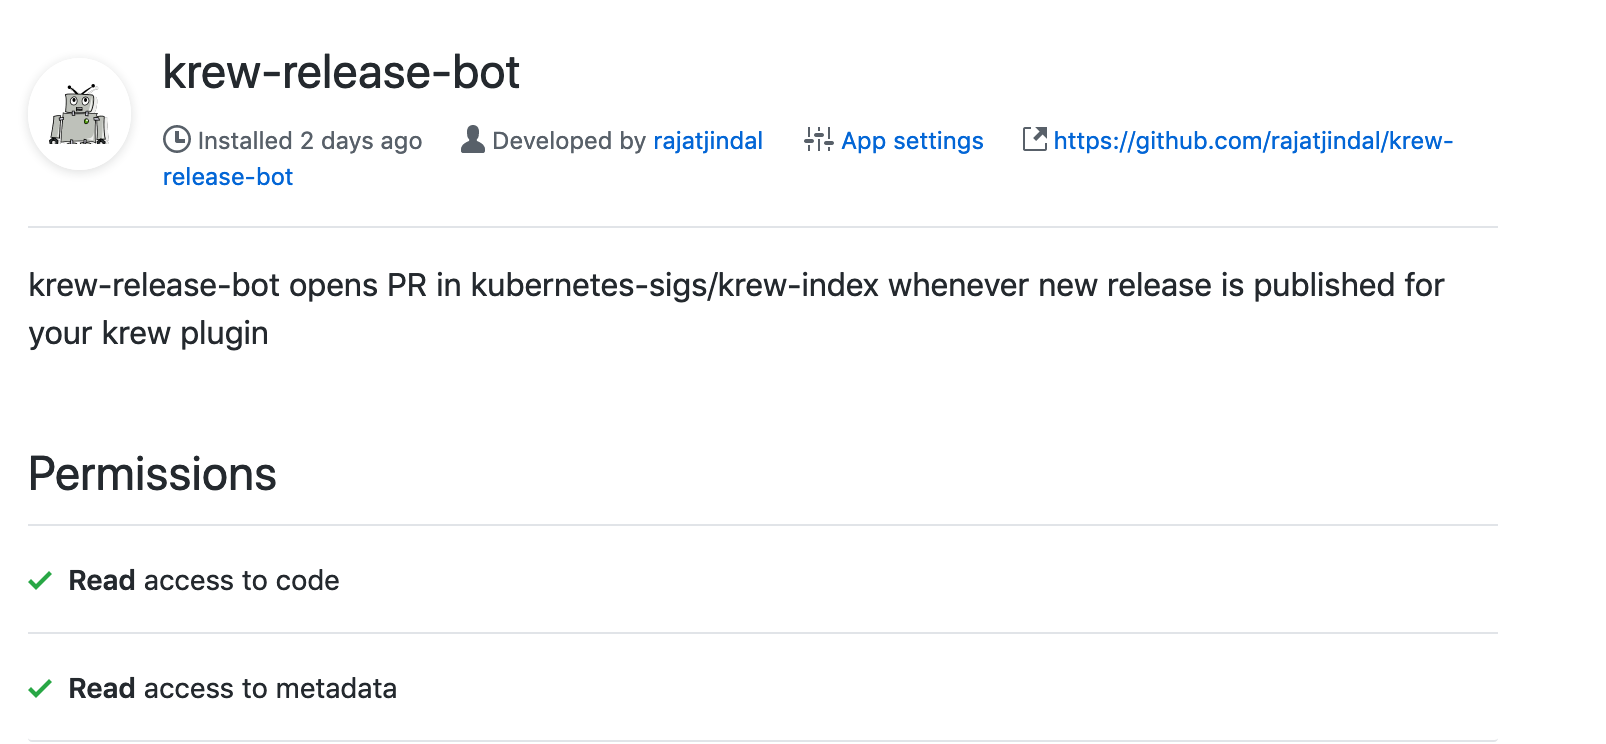 krew-release-bot
Installed 2 days ago Developed by rajatjindal App settings https://github.com/rajatjindal/krew-
release-bot
krew-release-bot opens PR in kubernetes-sigs/krew-index whenever new release is published for
your krew plugin
Permissions
Read access to code
Read access to metadata